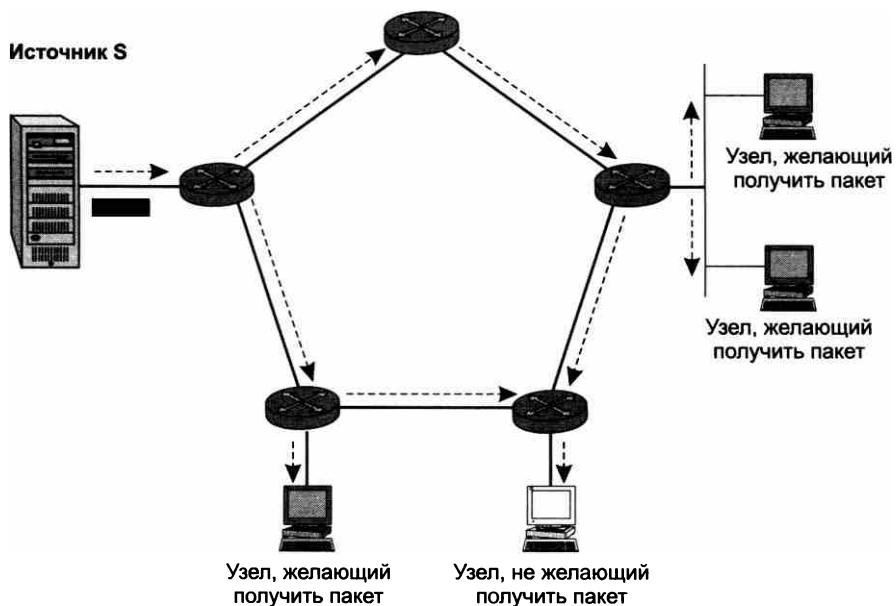 Источник S
Узел, желающий
получить пакет
Узел, желающий
получить пакет
Узел, желающий
получить пакет
Узел, не желающий
получить пакет